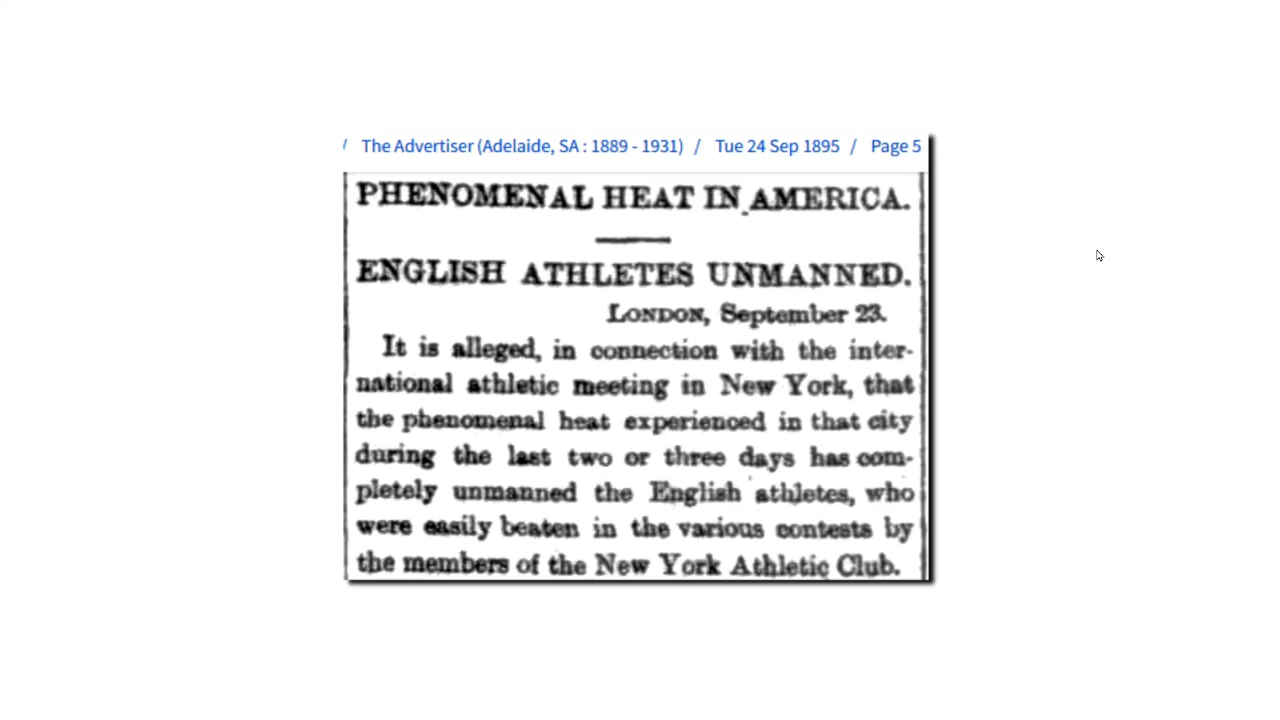 / The Advertiser (Adelaide, SA : 1889 - 1931) / Tue 24 Sep 1895 / Page 5
PHENOMENAL HEAT IN AMERICA.
ENGLISH ATHLETES UNMANNED.
LONDON, September 23.
It is alleged, in connection with the inter-
national athletic meeting in New York, that
the phenomenal heat experienced in that city
during the last two or three days has com-
pletely unmanned the English athletes, who
were easily beaten in the various contests by
the members of the New York Athletic Club.